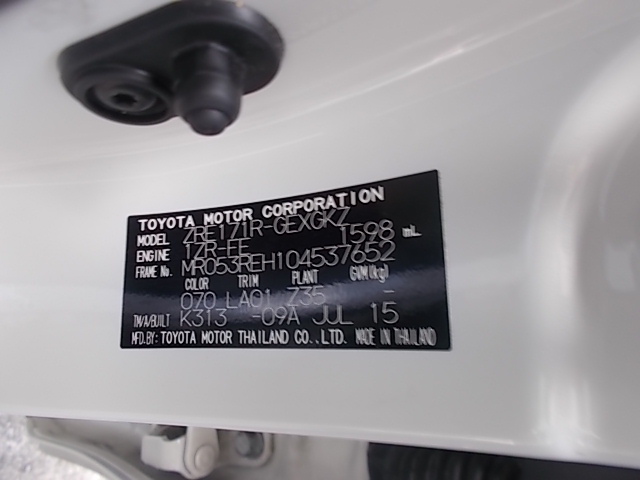 TOYOTA MOTOR CORPORATION
MODEL ZRE171R-GEXGKZ
ENGINE 1ZR-FE 1598 mL
FRAME No. MR053REH104537652
COLOR TRIM PLANT GVM(kg)
070 LA01 Z35 -
TM/A/BUILT K313 -09A JUL 15
MFD.BY: TOYOTA MOTOR THAILAND CO.,LTD. MADE IN THAILAND